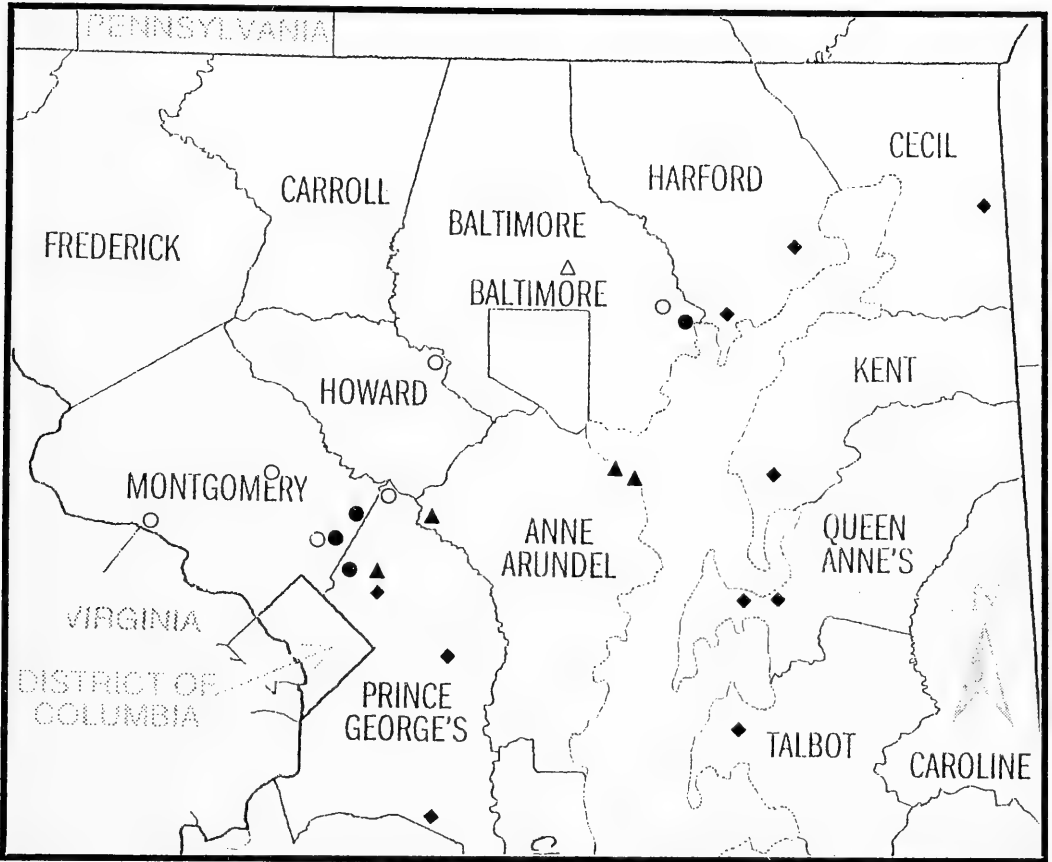 PENNSYLVANIA
CECIL
HARFORD
CARROLL
BALTIMORE
FREDERICK
BALTIMORE
KENT
HOWARD
MONTGOMERY
ANNE
ARUNDEL
QUEEN
ANNE'S
VIRGINIA
DISTRICT OF
COLUMBIA
PRINCE
GEORGE'S
TALBOT
CAROLINE
N